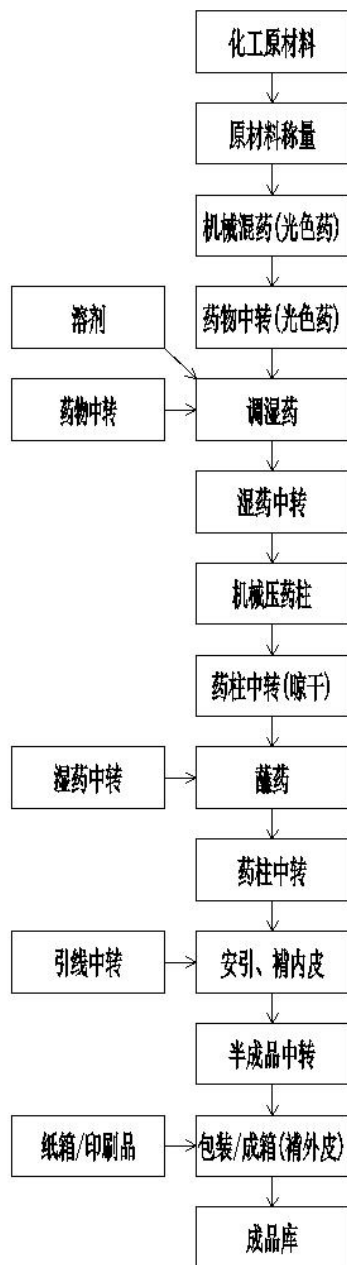 化工原材料
原材料称量
机械混药(光色药)
溶剂
药物中转(光色药)
药物中转
调湿药
湿药中转
机械压药柱
药柱中转(晾干)
湿药中转
蘸药
药柱中转
引线中转
安引、褙内皮
半成品中转
纸箱/印刷品
包装/成箱(褙外皮)
成品库